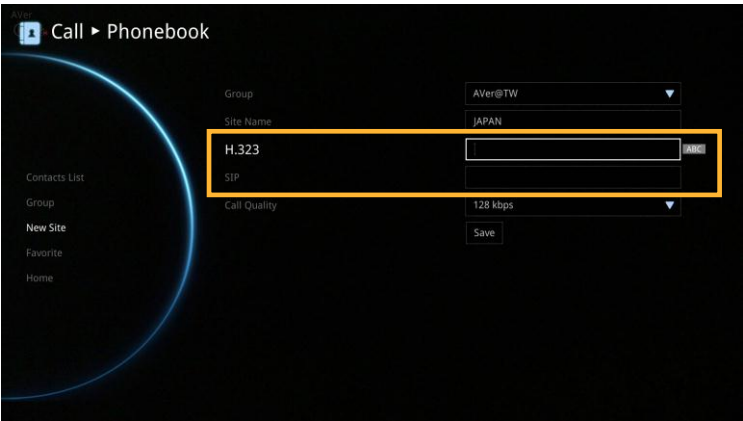 AVer
Call ▸ Phonebook
Group AVer@TW
Site Name JAPAN
H.323 ABC
SIP
Contacts List
Group
New Site
Favorite
Home
Call Quality 128 kbps
Save